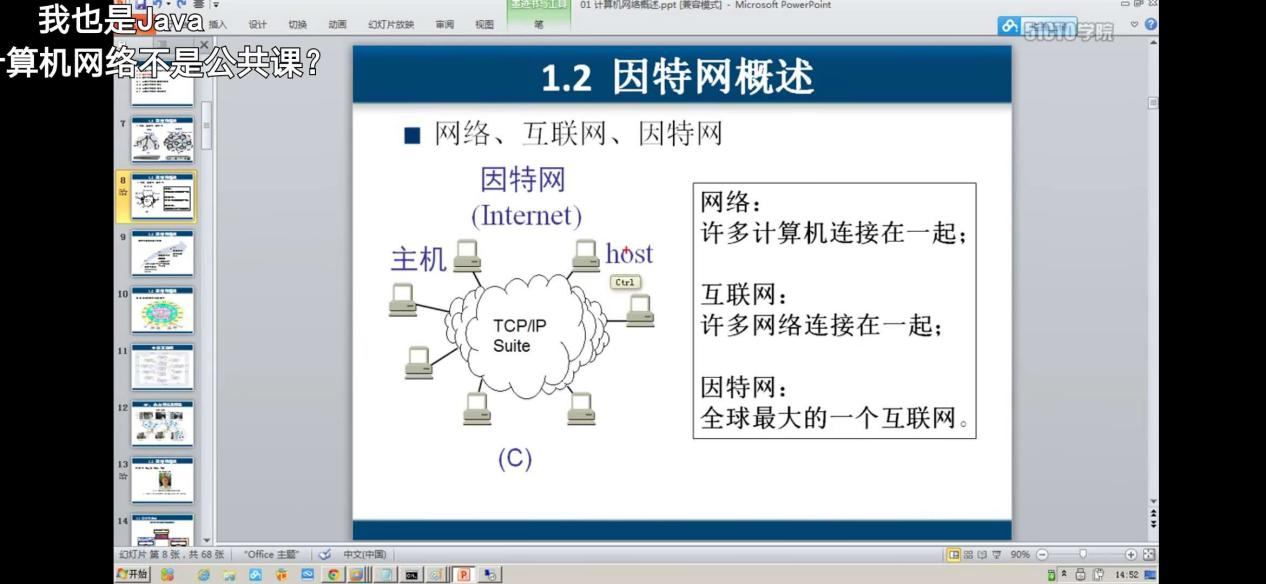 01 计算机网络概述.ppt [兼容模式] - Microsoft PowerPoint
我也是Java
算机网络不是公共课？
插入 设计 切换 动画 幻灯片放映 审阅 视图 笔
51CTO学院
1.2 因特网概述
网络、互联网、因特网
因特网
(Internet)
主机
host
Ctrl
TCP/IP
Suite
(C)
网络：
许多计算机连接在一起；
互联网：
许多网络连接在一起；
因特网：
全球最大的一个互联网。
7
8
9
10
11
12
13
14
幻灯片 第 8 张，共 68 张 "Office 主题" 中文(中国) 90%
开始 14:52